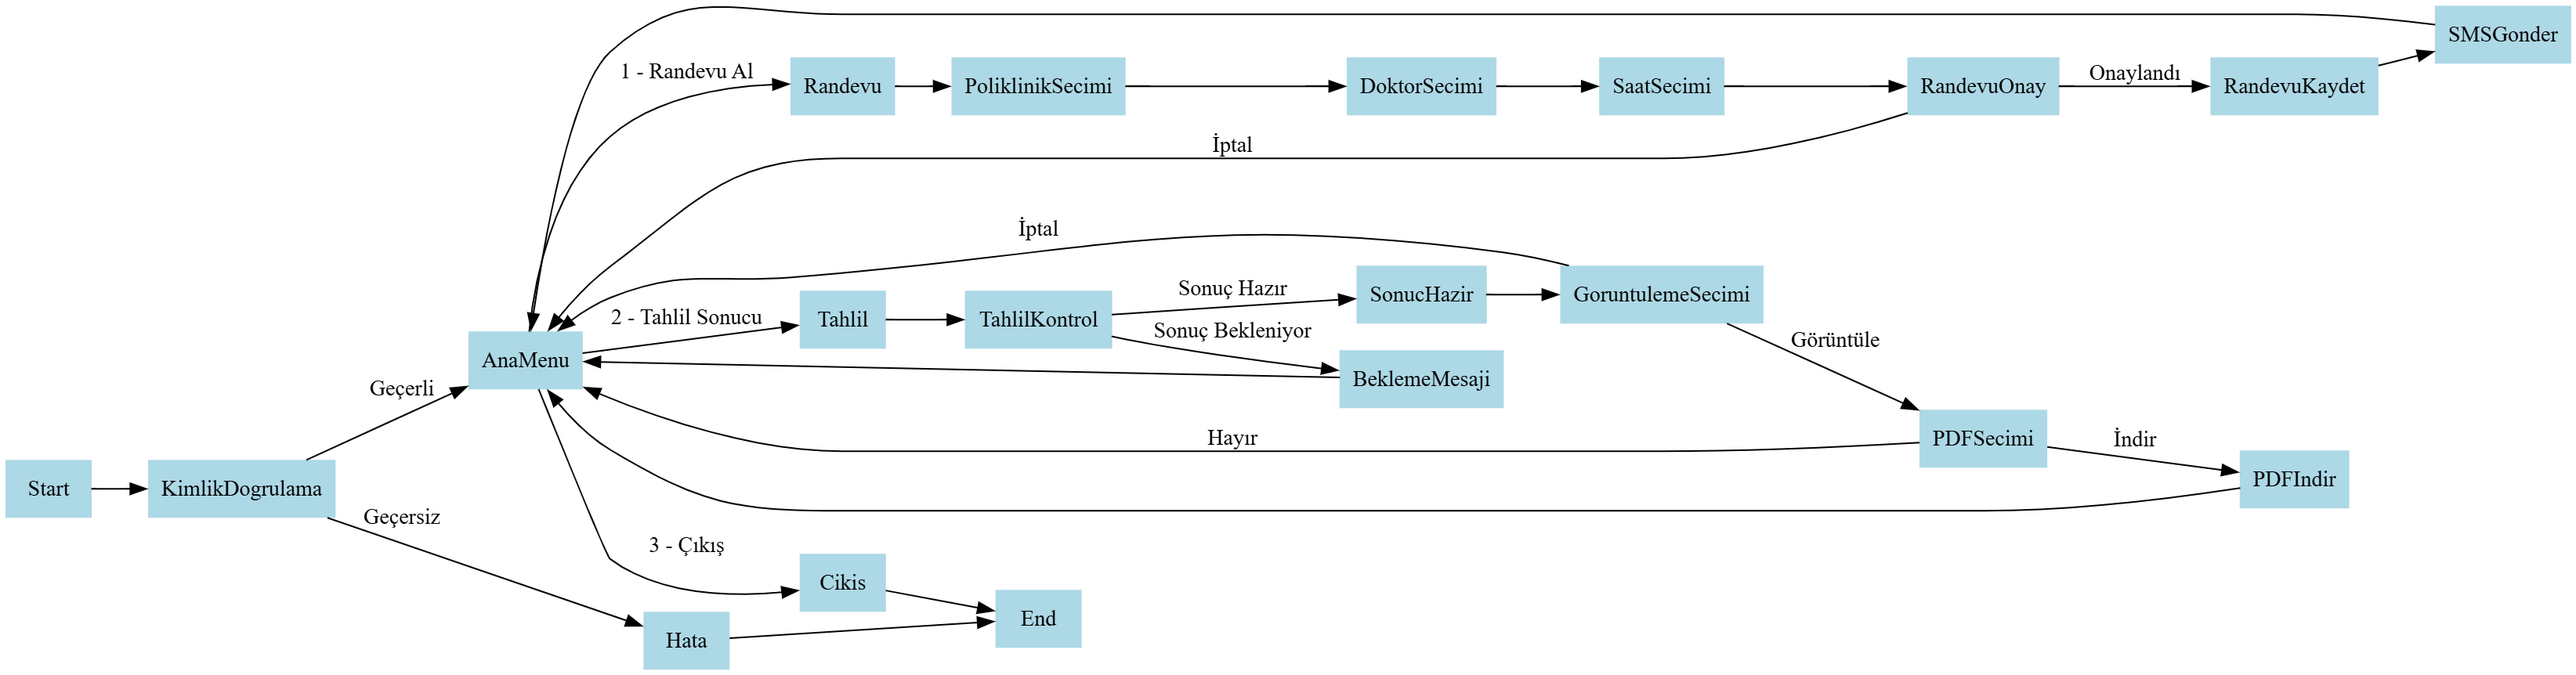 SMSGonder
1 - Randevu Al
Randevu
PoliklinikSecimi
DoktorSecimi
SaatSecimi
RandevuOnay
Onaylandı
RandevuKaydet
İptal
İptal
2 - Tahlil Sonucu
Tahlil
TahlilKontrol
Sonuç Hazır
SonucHazir
GoruntulemeSecimi
Sonuç Bekleniyor
BeklemeMesaji
Görüntüle
AnaMenu
Geçerli
Hayır
PDFSecimi
İndir
PDFIndir
Start
KimlikDogrulama
Geçersiz
3 - Çıkış
Cikis
End
Hata